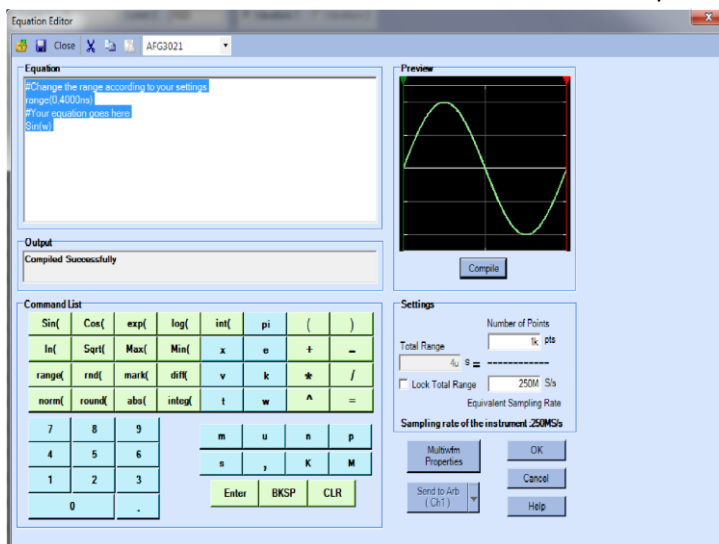 Equation Editor
Close AFG3021
Equation
#Change the range according to your settings
range(0,4000ns)
#Your equation goes here
Sin(w)
Preview
Output
Compiled Successfully
Compile
Command List
Sin( Cos( exp( log( int( pi ( )
ln( Sqrt( Max( Min( x e + -
range( rnd( mark( diff( v k * /
norm( round( abs( integ( t w ^ =
7 8 9 m u n p
4 5 6 s , K M
1 2 3 Enter BKSP CLR
0 .
Settings
Number of Points
1k pts
Total Range
4u s = ------------
Lock Total Range 250M S/s
Equivalent Sampling Rate
Sampling rate of the instrument :250MS/s
Multiwfm Properties OK
Cancel
Send to Arb (Ch1) Help